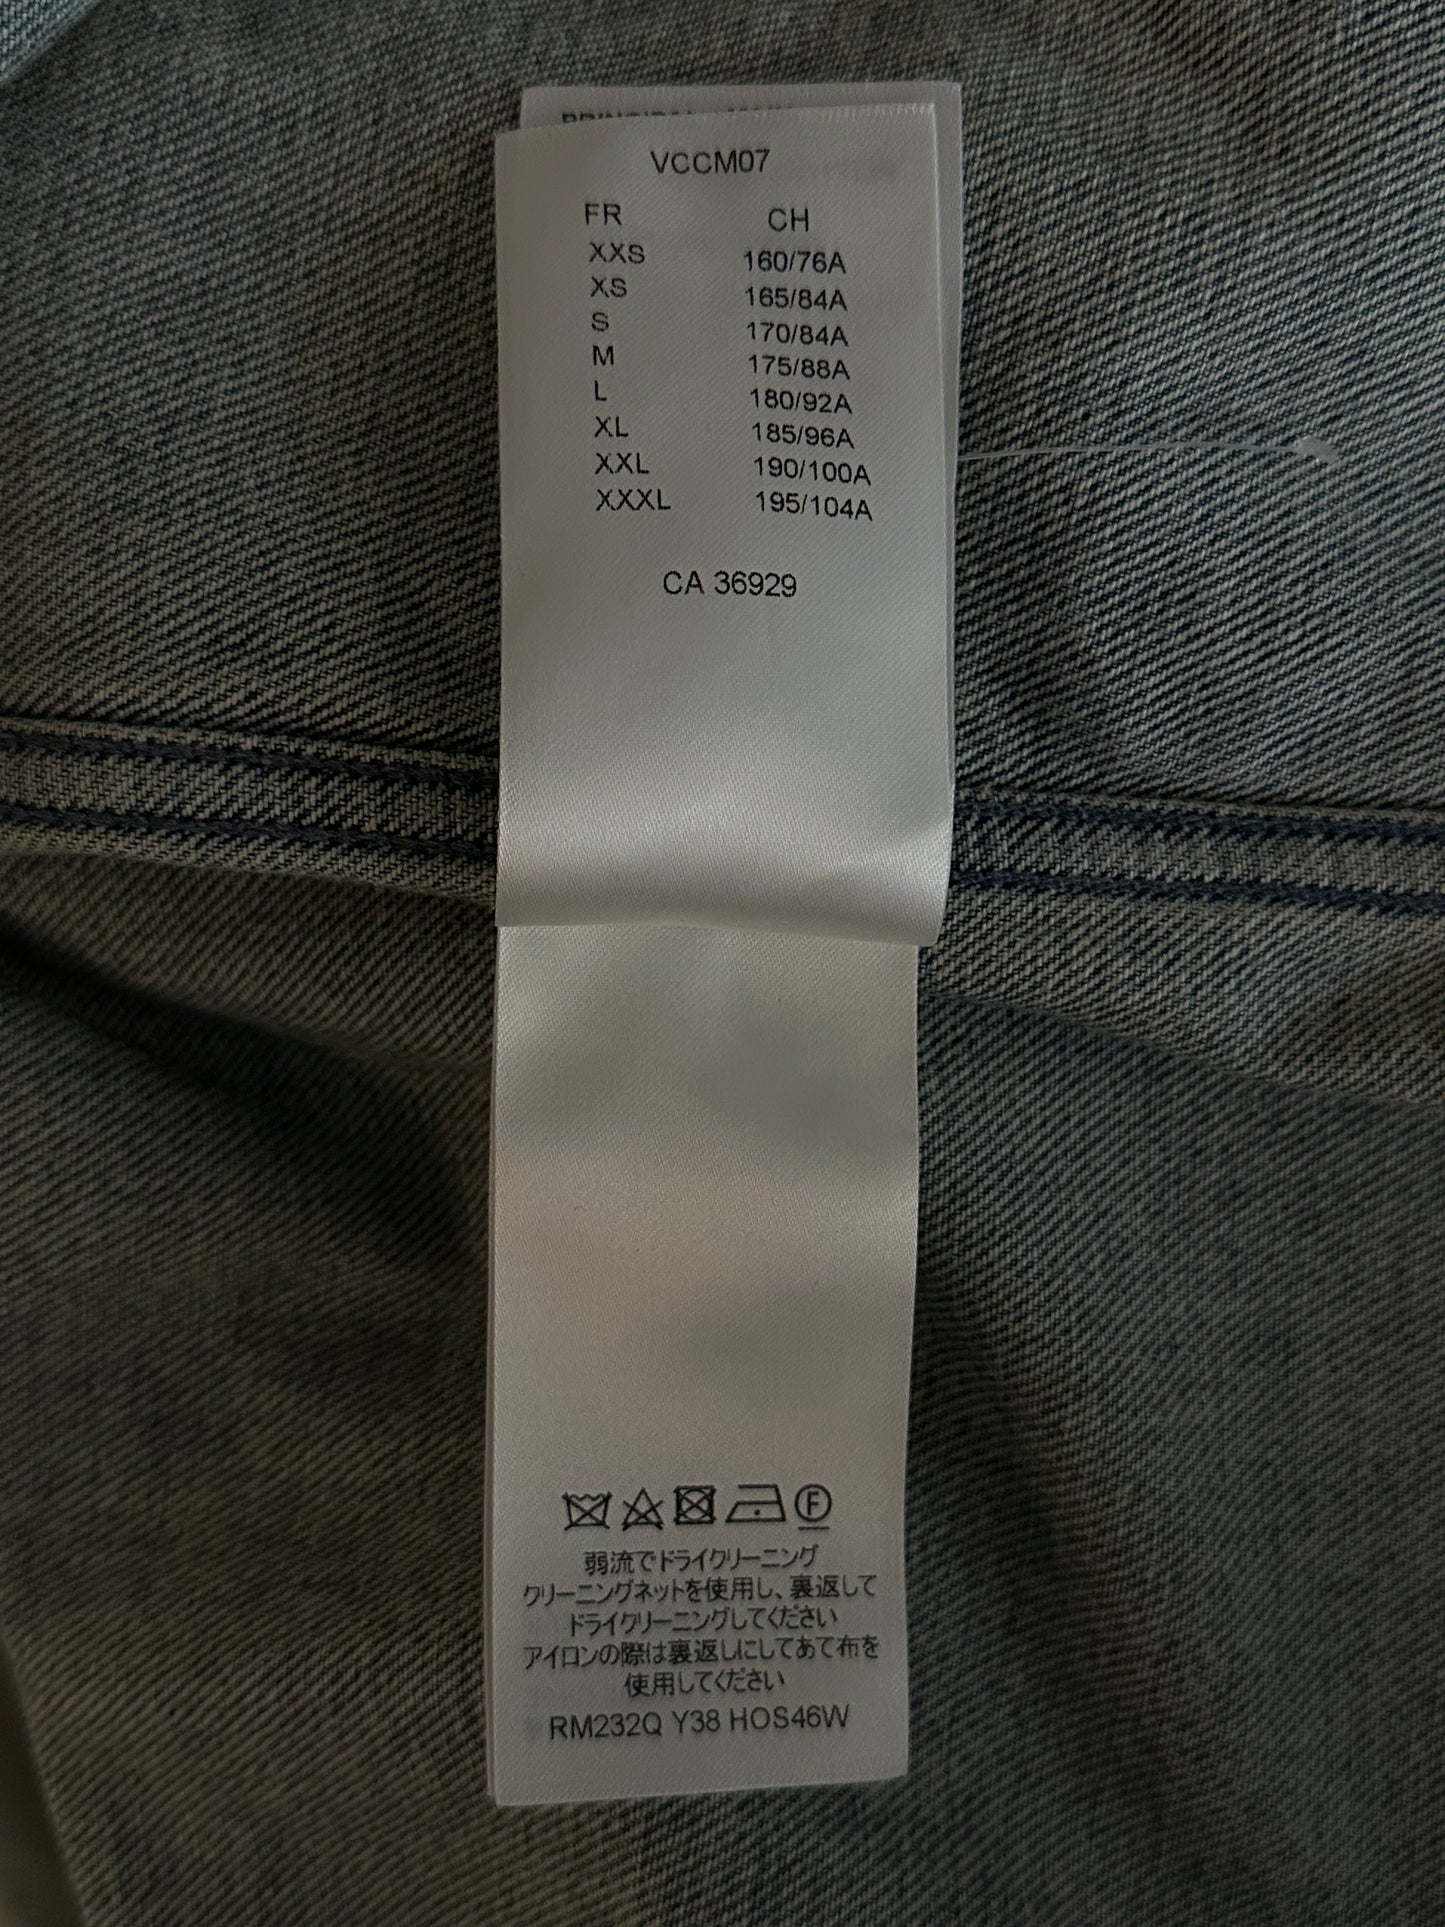 VCCM07
FR CH
XXS 160/76A
XS 165/84A
S 170/84A
M 175/88A
L 180/92A
XL 185/96A
XXL 190/100A
XXXL 195/104A
CA 36929
F
弱流でドライクリーニング
クリーニングネットを使用し、裏返して
ドライクリーニングしてください
アイロンの際は裏返しにしてあて布を
使用してください
RM232Q Y38 HOS46W